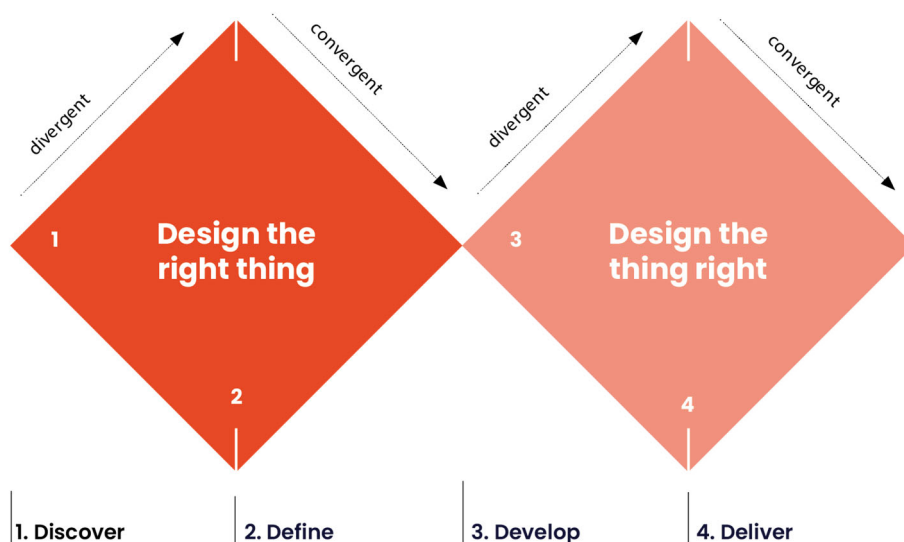 divergent
convergent
divergent
convergent
1
Design the
right thing
3
Design the
thing right
2
4
1. Discover
2. Define
3. Develop
4. Deliver